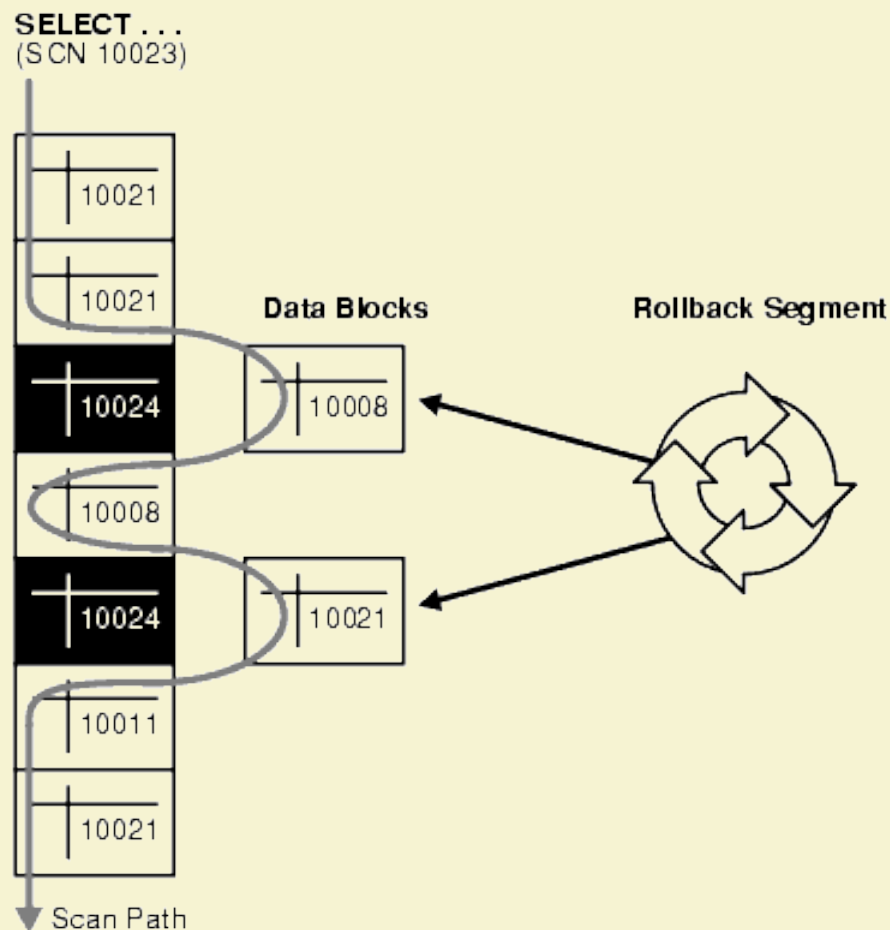 SELECT . . .
(SCN 10023)
10021
10021
Data Blocks
Rollback Segment
10024
10008
10008
10024
10021
10011
10021
Scan Path